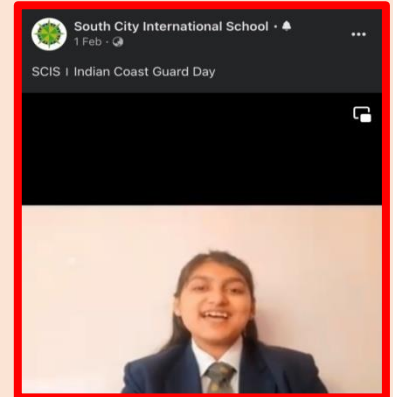 South City International School ·
1 Feb ·
SCIS | Indian Coast Guard Day